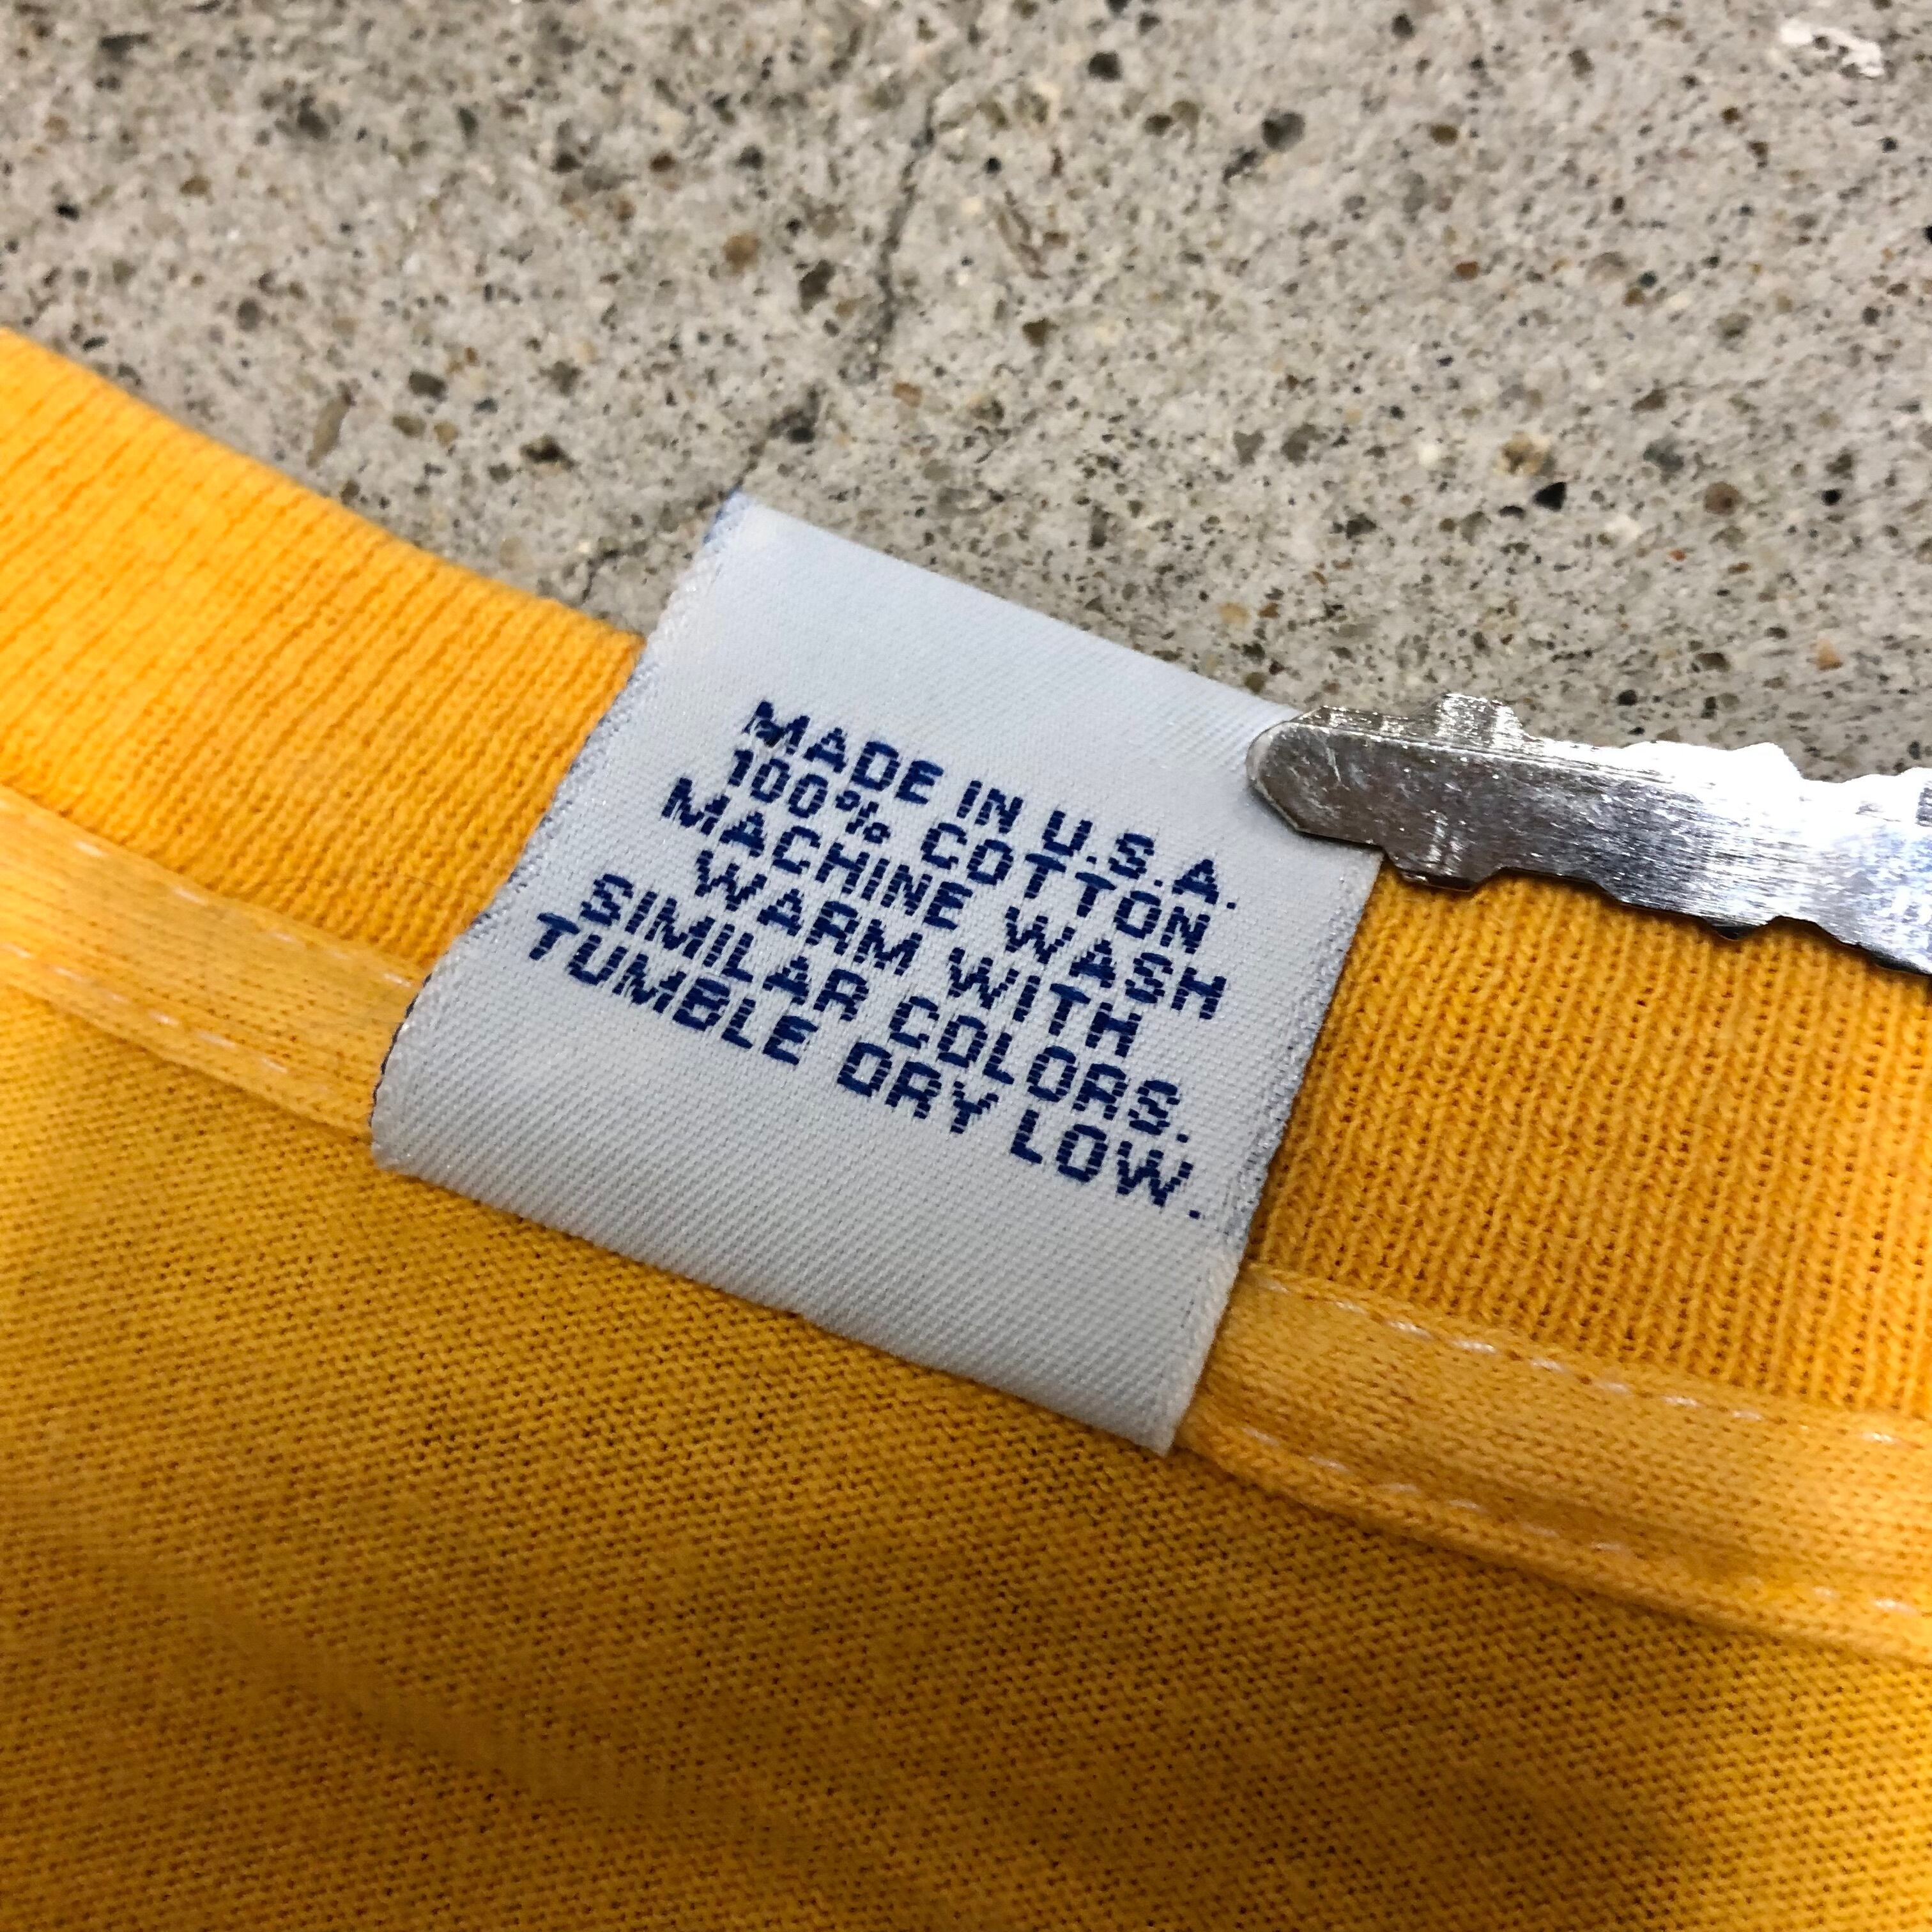 MADE IN U.S.A.
100% COTTON
MACHINE WASH
WARM WITH
SIMILAR COLORS.
TUMBLE DRY LOW.